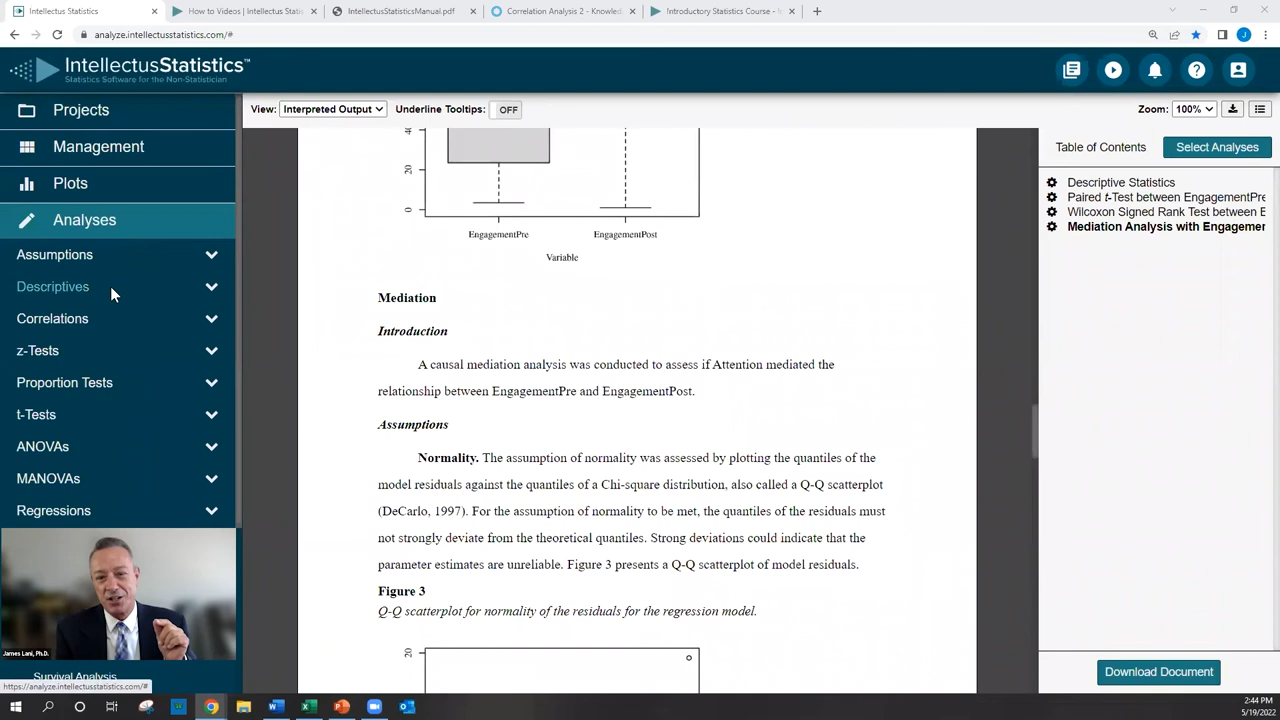 Intellectus Statistics
How to Videos | Intellectus Stati
IntellectusStatisticsManual.pdf
Correlation Analysis 2 - Knowled
Introductory Statistics Course - In
analyze.intellectusstatistics.com/#
J
IntellectusStatistics™
Statistics Software for the Non-Statistician
Projects
Management
Plots
Analyses
Assumptions
Descriptives
Correlations
z-Tests
Proportion Tests
t-Tests
ANOVAs
MANOVAs
Regressions
James Lani, Ph.D.
Survival Analysis
https://analyze.intellectusstatistics.com/#
View: Interpreted Output Underline Tooltips: OFF
Zoom: 100%
40
20
0
EngagementPre EngagementPost
Variable
Mediation
Introduction
A causal mediation analysis was conducted to assess if Attention mediated the
relationship between EngagementPre and EngagementPost.
Assumptions
Normality. The assumption of normality was assessed by plotting the quantiles of the
model residuals against the quantiles of a Chi-square distribution, also called a Q-Q scatterplot
(DeCarlo, 1997). For the assumption of normality to be met, the quantiles of the residuals must
not strongly deviate from the theoretical quantiles. Strong deviations could indicate that the
parameter estimates are unreliable. Figure 3 presents a Q-Q scatterplot of model residuals.
Figure 3
Q-Q scatterplot for normality of the residuals for the regression model.
20
Table of Contents
Select Analyses
Descriptive Statistics
Paired t-Test between EngagementPre
Wilcoxon Signed Rank Test between E
Mediation Analysis with Engagemen
Download Document
2:44 PM
5/19/2022